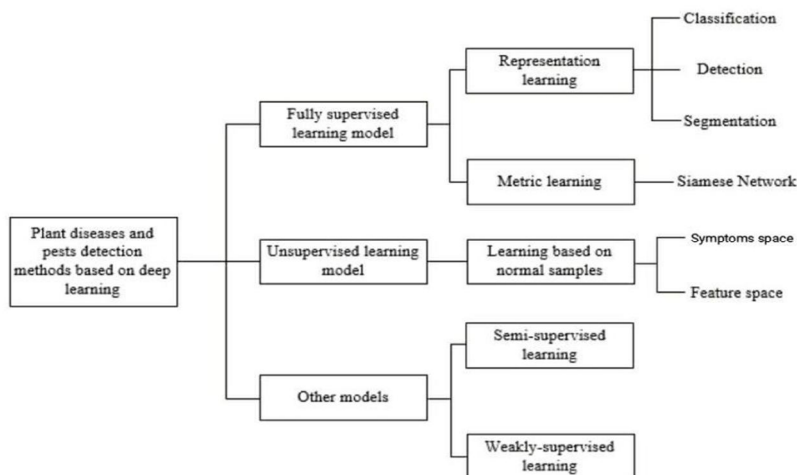 Classification
Representation
learning
Detection
Fully supervised
learning model
Segmentation
Metric learning
Siamese Network
Plant diseases and
pests detection
methods based on deep
learning
Unsupervised learning
model
Learning based on
normal samples
Symptoms space
Feature space
Semi-supervised
learning
Other models
Weakly-supervised
learning